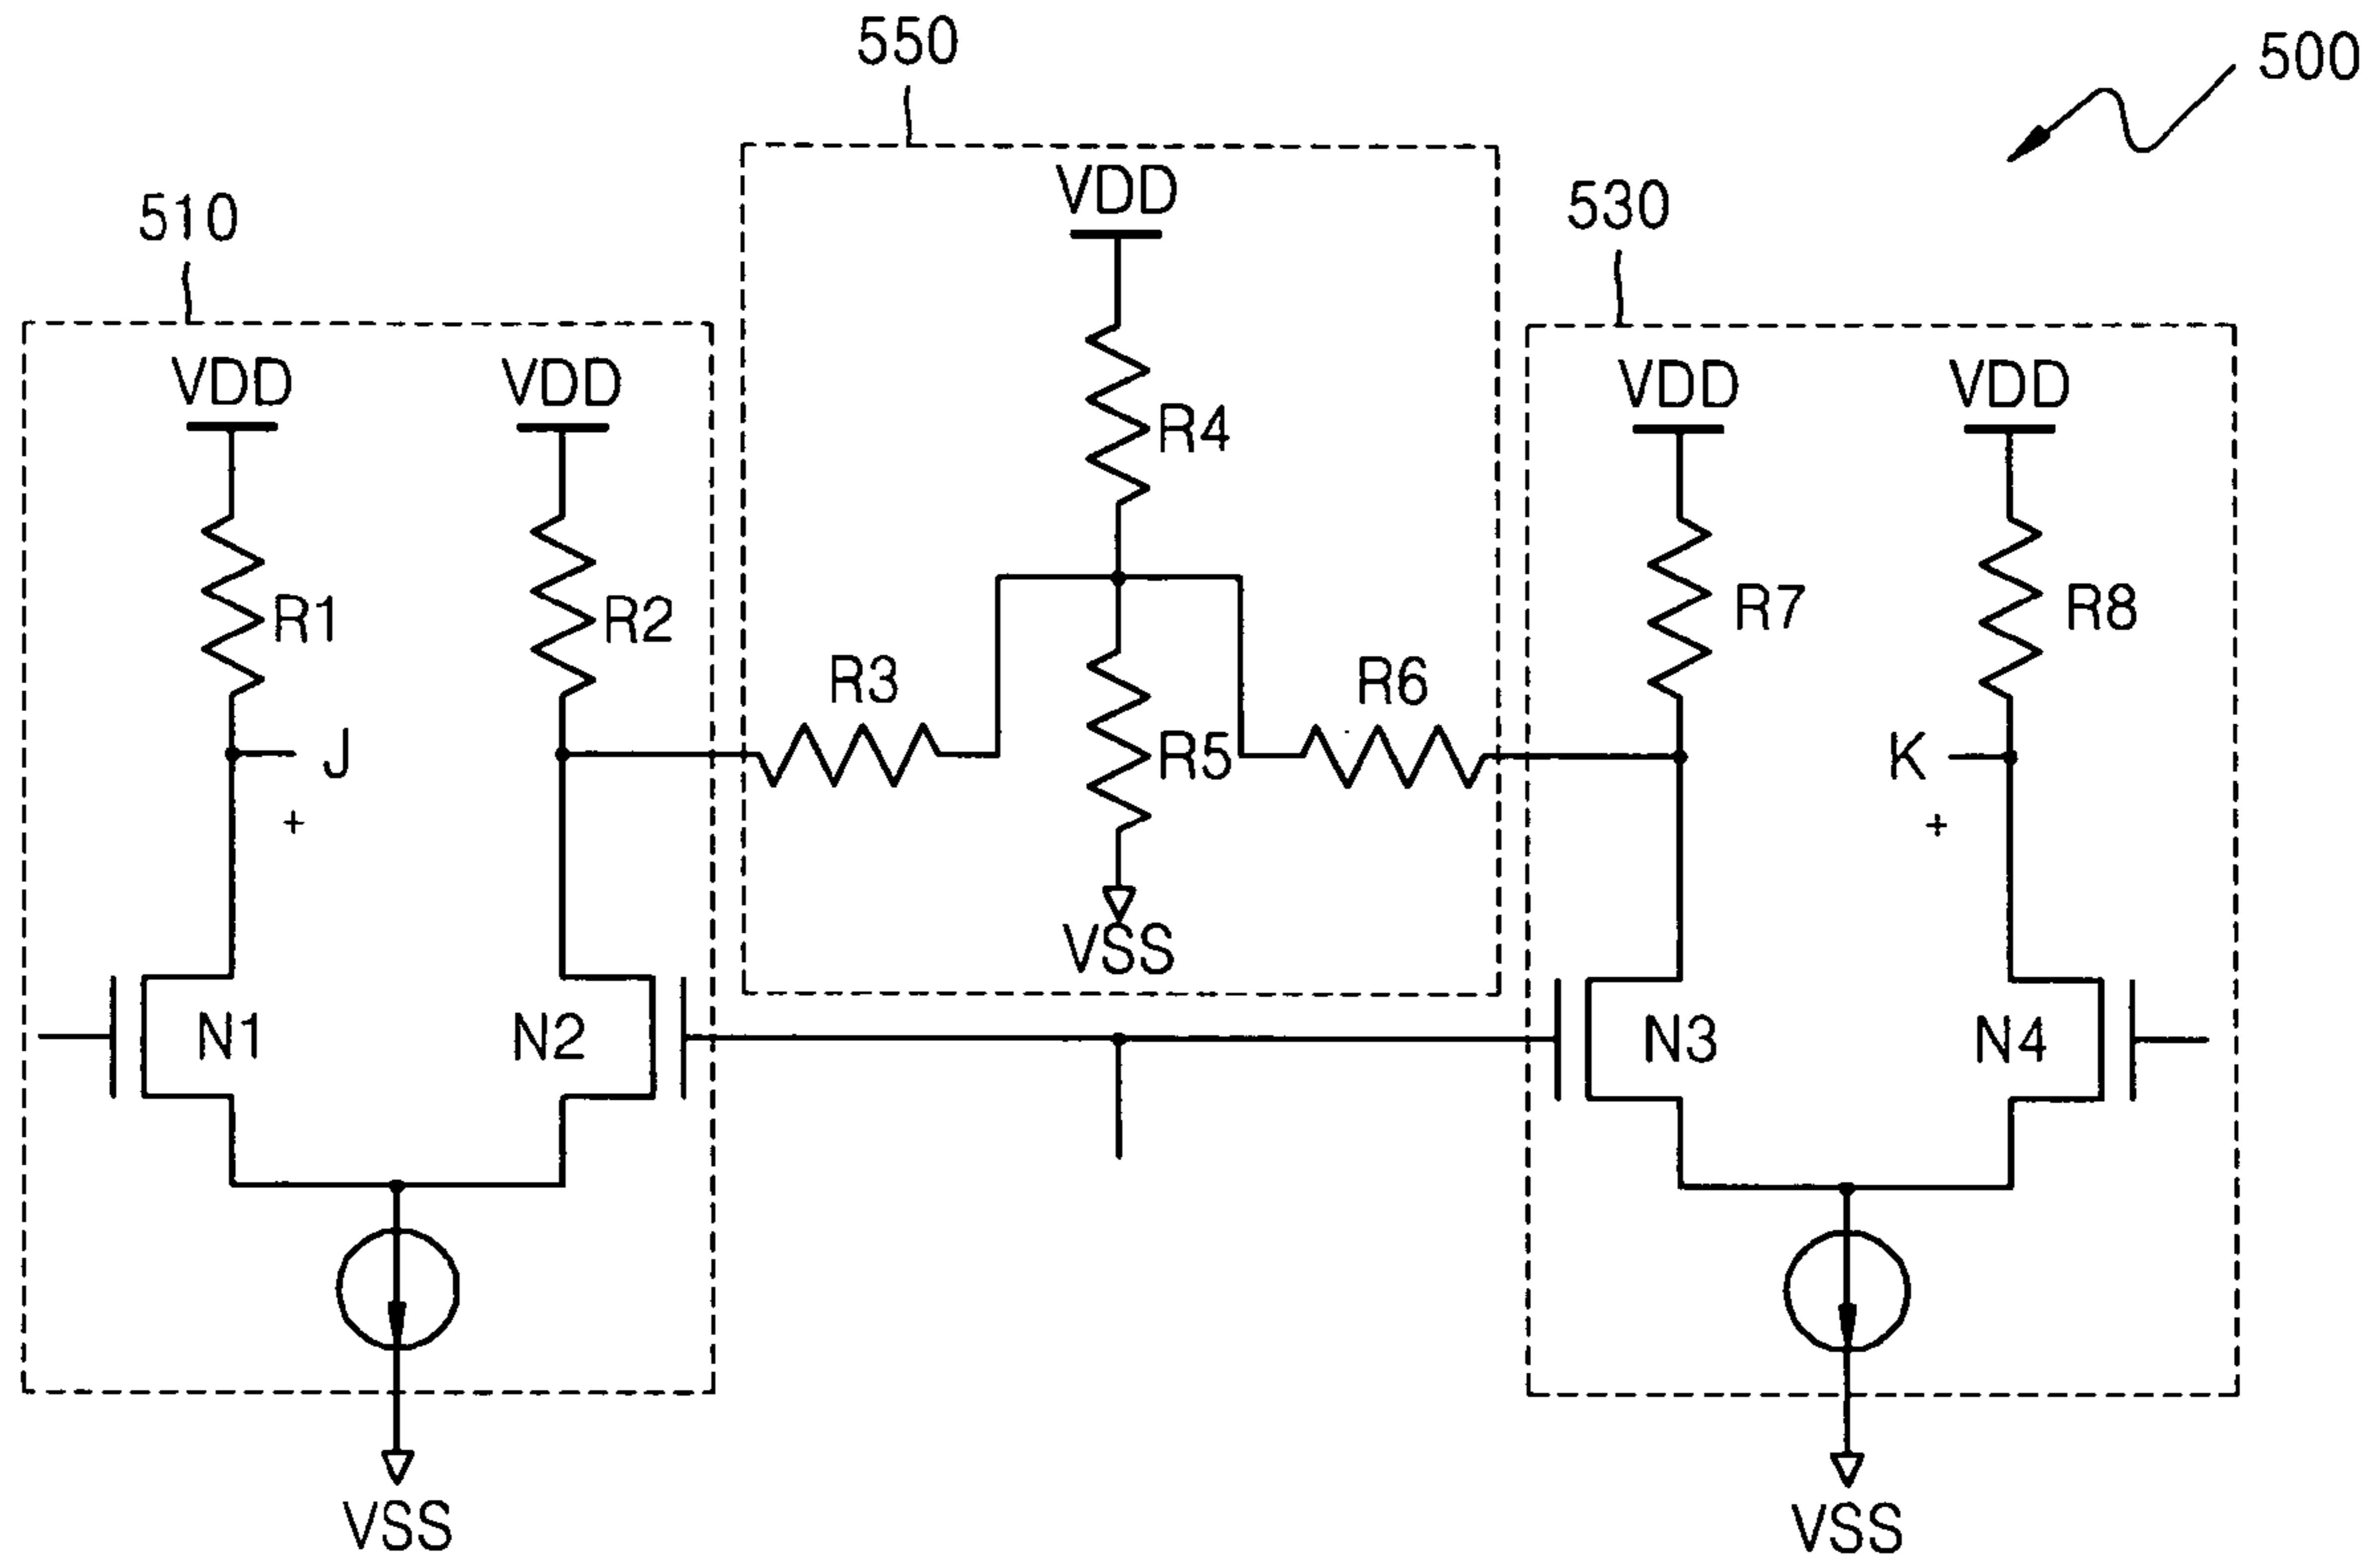 550
500
VDD
530
510
VDD
VDD
VDD
VDD
R4
R1
R2
R7
R8
R3
R6
J
R5
K
+
+
VSS
N1
N2
N3
N4
VSS
VSS